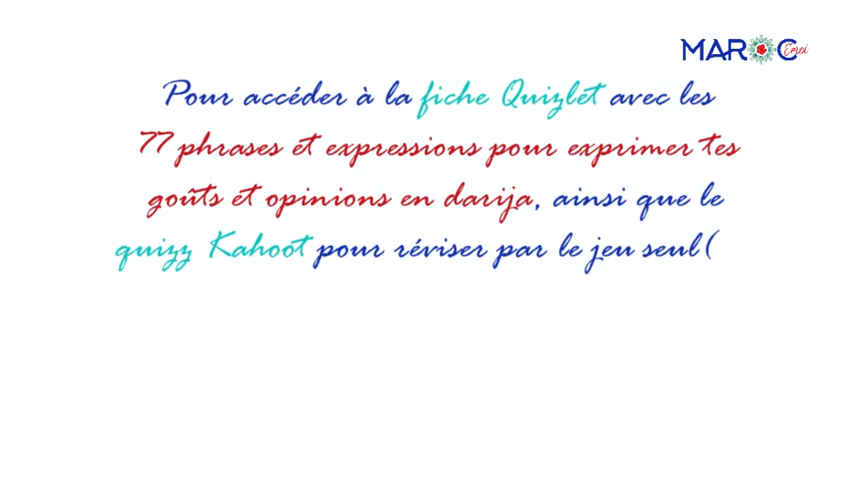 MAROC Émoi
Pour accéder à la fiche Quizlet avec les
77 phrases et expressions pour exprimer tes
goûts et opinions en darija, ainsi que le
quizz Kahoot pour réviser par le jeu seul(